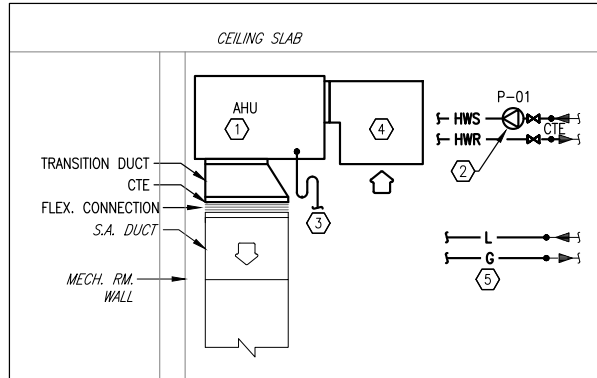 CEILING SLAB
AHU
1
4
P-01
HWS
HWR
CTE
2
TRANSITION DUCT
CTE
FLEX. CONNECTION
S.A. DUCT
3
MECH. RM.
WALL
L
G
5